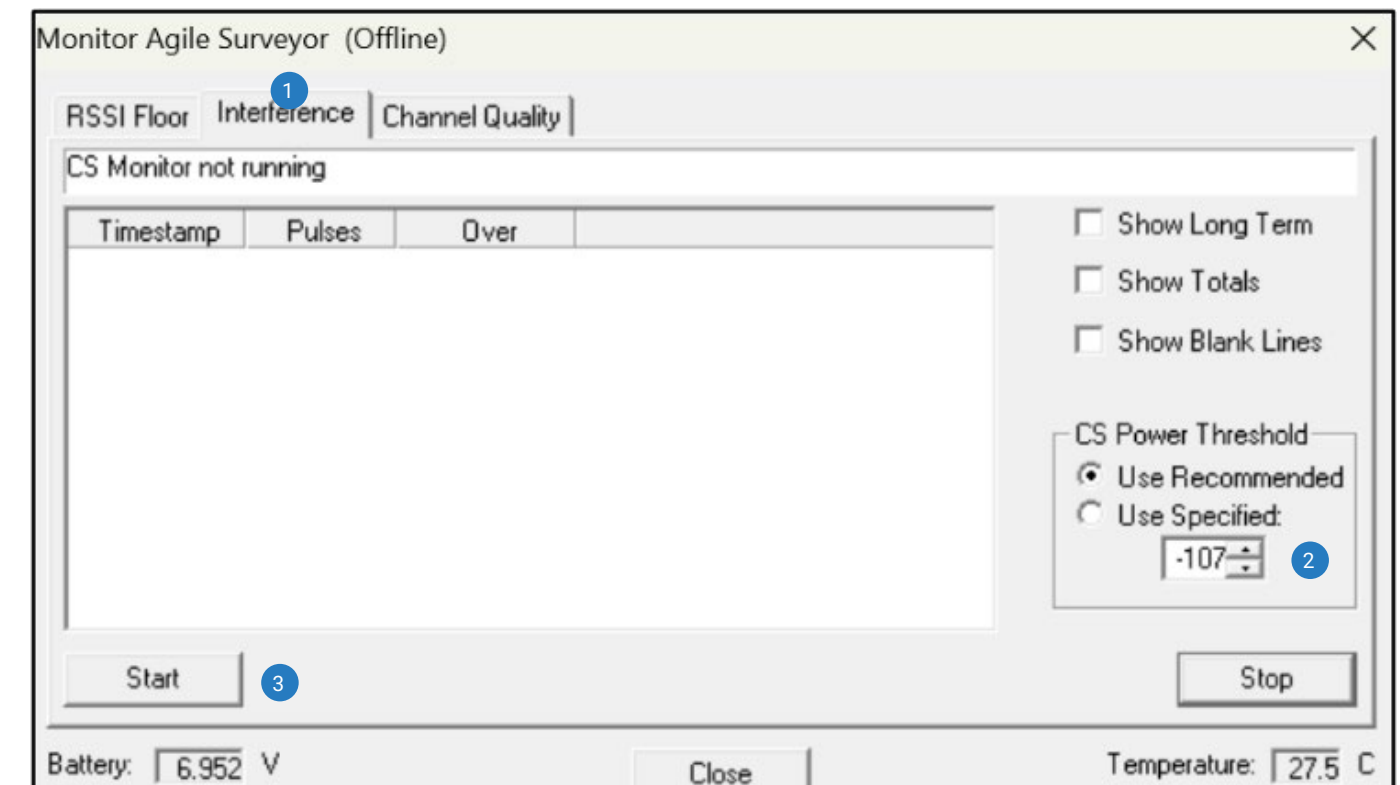 Monitor Agile Surveyor (Offline)
1
RSSI Floor Interference Channel Quality
CS Monitor not running
Timestamp Pulses Over
Show Long Term
Show Totals
Show Blank Lines
CS Power Threshold
Use Recommended
Use Specified:
-107 2
Start 3 Stop
Battery: 6.952 V Close Temperature: 27.5 C